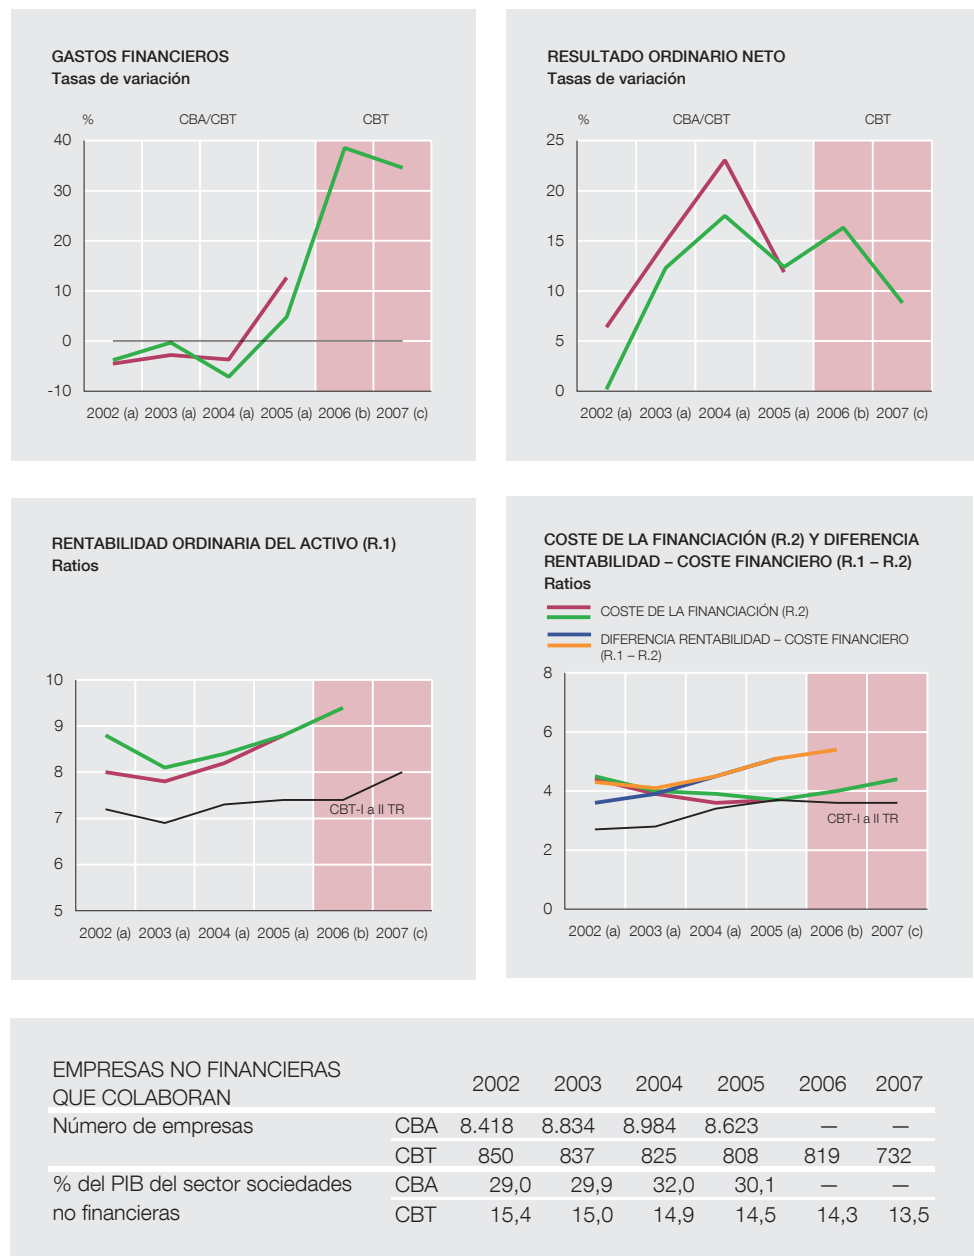 GASTOS FINANCIEROS
Tasas de variación
% CBA/CBT CBT
40
30
20
10
0
-10
2002 (a) 2003 (a) 2004 (a) 2005 (a) 2006 (b) 2007 (c)
RESULTADO ORDINARIO NETO
Tasas de variación
% CBA/CBT CBT
25
20
15
10
5
0
2002 (a) 2003 (a) 2004 (a) 2005 (a) 2006 (b) 2007 (c)
RENTABILIDAD ORDINARIA DEL ACTIVO (R.1)
Ratios
10
9
8
7
6
5
CBT-I a II TR
2002 (a) 2003 (a) 2004 (a) 2005 (a) 2006 (b) 2007 (c)
COSTE DE LA FINANCIACIÓN (R.2) Y DIFERENCIA
RENTABILIDAD – COSTE FINANCIERO (R.1 – R.2)
Ratios
COSTE DE LA FINANCIACIÓN (R.2)
DIFERENCIA RENTABILIDAD – COSTE FINANCIERO
(R.1 – R.2)
8
6
4
2
0
CBT-I a II TR
2002 (a) 2003 (a) 2004 (a) 2005 (a) 2006 (b) 2007 (c)
EMPRESAS NO FINANCIERAS
QUE COLABORAN 2002 2003 2004 2005 2006 2007
Número de empresas CBA 8.418 8.834 8.984 8.623 — —
CBT 850 837 825 808 819 732
% del PIB del sector sociedades CBA 29,0 29,9 32,0 30,1 — —
no financieras CBT 15,4 15,0 14,9 14,5 14,3 13,5